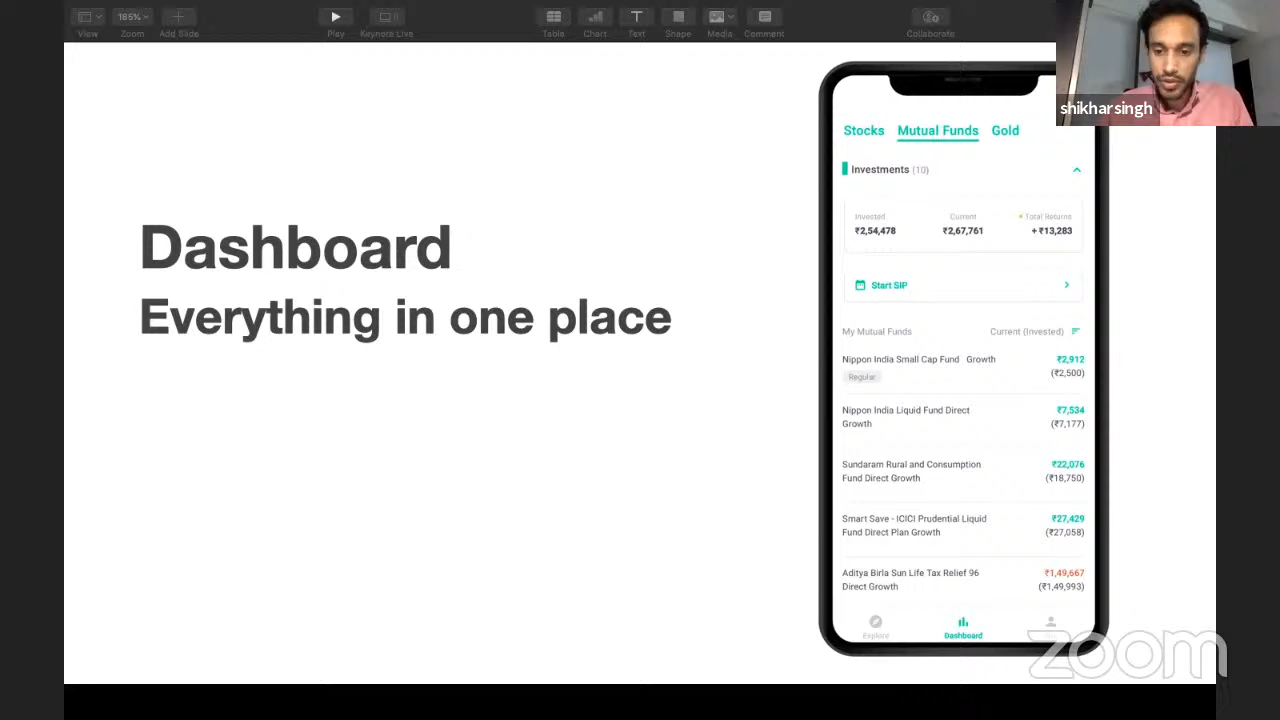 185%
View
Zoom
Add Slide
Play
Keynote Live
Table
Chart
Text
Shape
Media
Comment
Collaborate
shikharsingh
Dashboard
Everything in one place
Stocks Mutual Funds Gold
Investments (10)
Invested Current Total Returns
₹2,54,478 ₹2,67,761 + ₹13,283
Start SIP
My Mutual Funds Current (Invested)
Nippon India Small Cap Fund Growth ₹2,912
Regular (₹2,500)
Nippon India Liquid Fund Direct ₹7,534
Growth (₹7,177)
Sundaram Rural and Consumption ₹22,076
Fund Direct Growth (₹18,750)
Smart Save - ICICI Prudential Liquid ₹27,429
Fund Direct Plan Growth (₹27,058)
Aditya Birla Sun Life Tax Relief 96 ₹1,49,667
Direct Growth (₹1,49,993)
Explore Dashboard
zoom